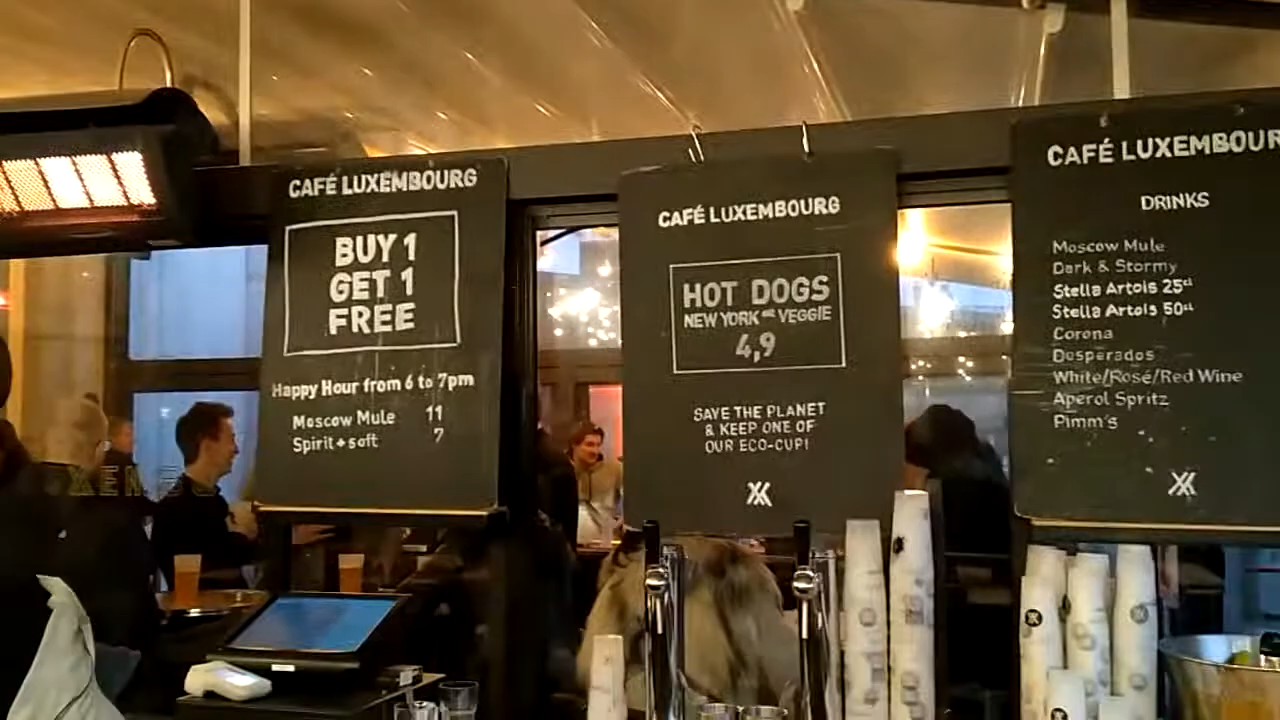 CAFÉ LUXEMBOURG
BUY 1
GET 1
FREE
Happy Hour from 6 to 7pm
Moscow Mule 11
Spirit + soft 7
CAFÉ LUXEMBOURG
HOT DOGS
NEW YORK OR VEGGIE
4,9
SAVE THE PLANET
& KEEP ONE OF
OUR ECO-CUP!
CAFÉ LUXEMBOUR
DRINKS
Moscow Mule
Dark & Stormy
Stella Artois 25cl
Stella Artois 50cl
Corona
Desperados
White/Rosé/Red Wine
Aperol Spritz
Pimm's